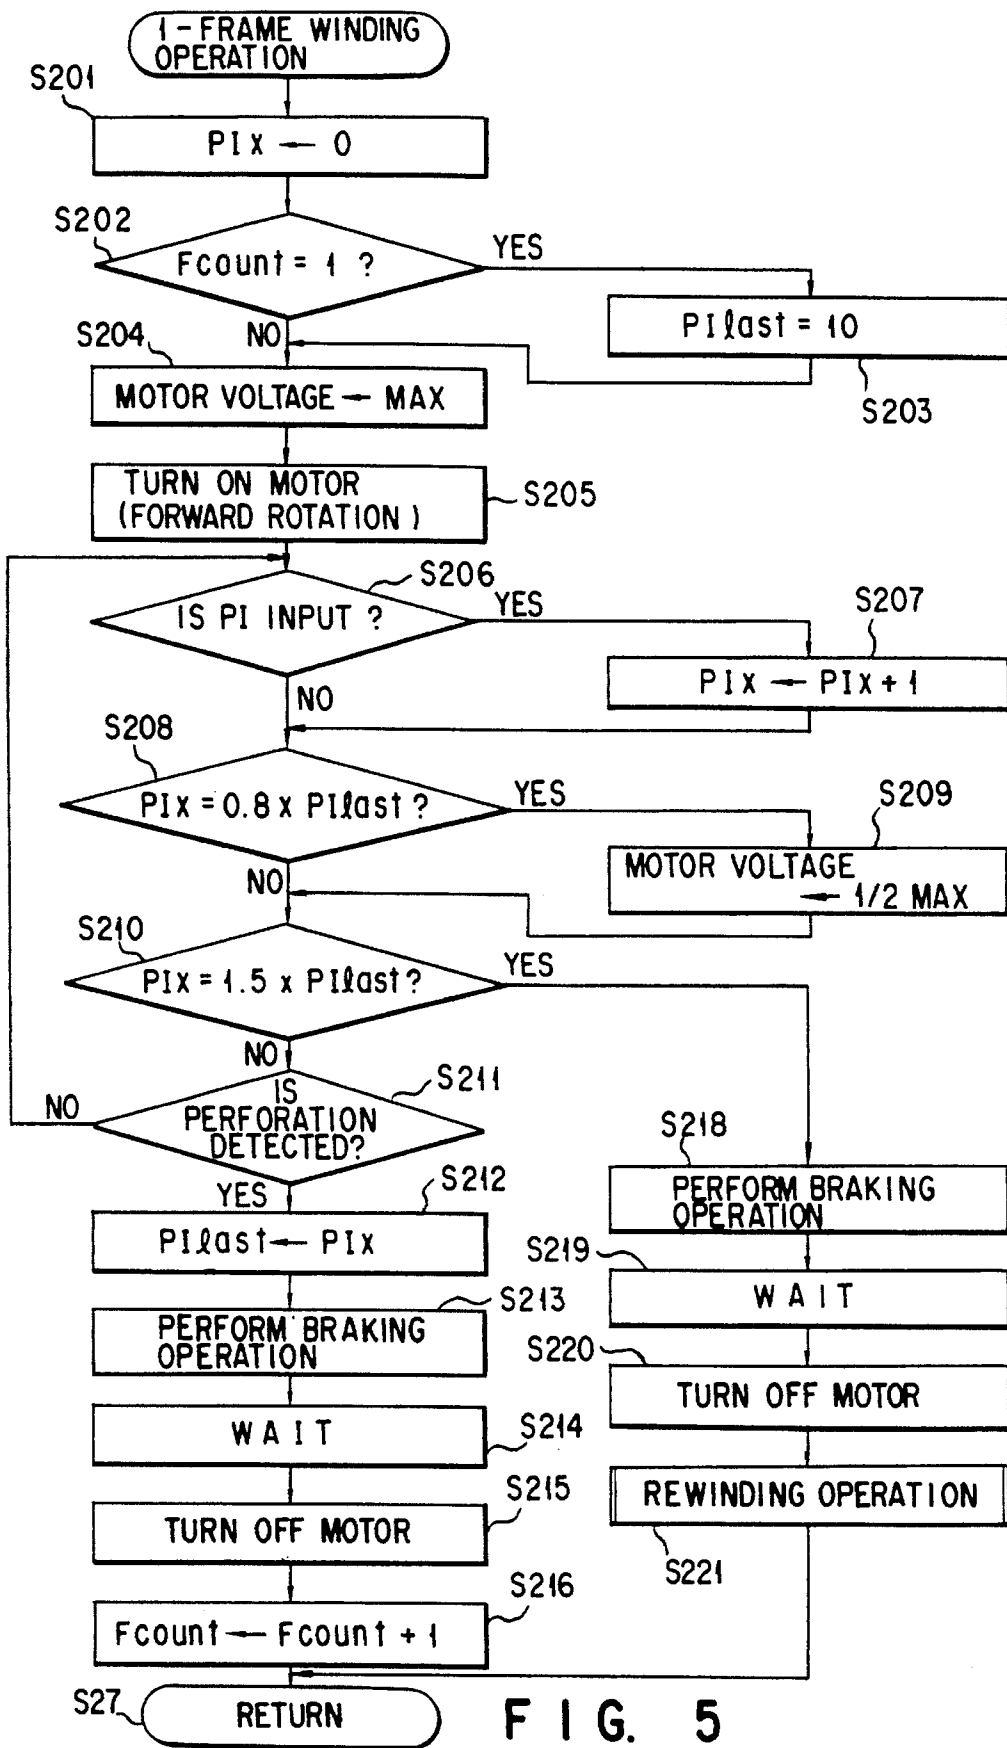 1-FRAME WINDING
OPERATION
S201
PIx ← 0
S202
Fcount = 1 ?
YES
NO
PIlast = 10
S203
S204
MOTOR VOLTAGE ← MAX
TURN ON MOTOR
(FORWARD ROTATION)
S205
S206
IS PI INPUT ?
YES
NO
S207
PIx ← PIx + 1
S208
PIx = 0.8 x PIlast ?
YES
NO
S209
MOTOR VOLTAGE
← 1/2 MAX
S210
PIx = 1.5 x PIlast ?
YES
NO
S211
IS
PERFORATION
DETECTED?
NO
YES
S212
PIlast ← PIx
S213
PERFORM BRAKING
OPERATION
WAIT
S214
S215
TURN OFF MOTOR
S216
Fcount ← Fcount + 1
S218
PERFORM BRAKING
OPERATION
S219
WAIT
S220
TURN OFF MOTOR
REWINDING OPERATION
S221
S27
RETURN
FIG. 5